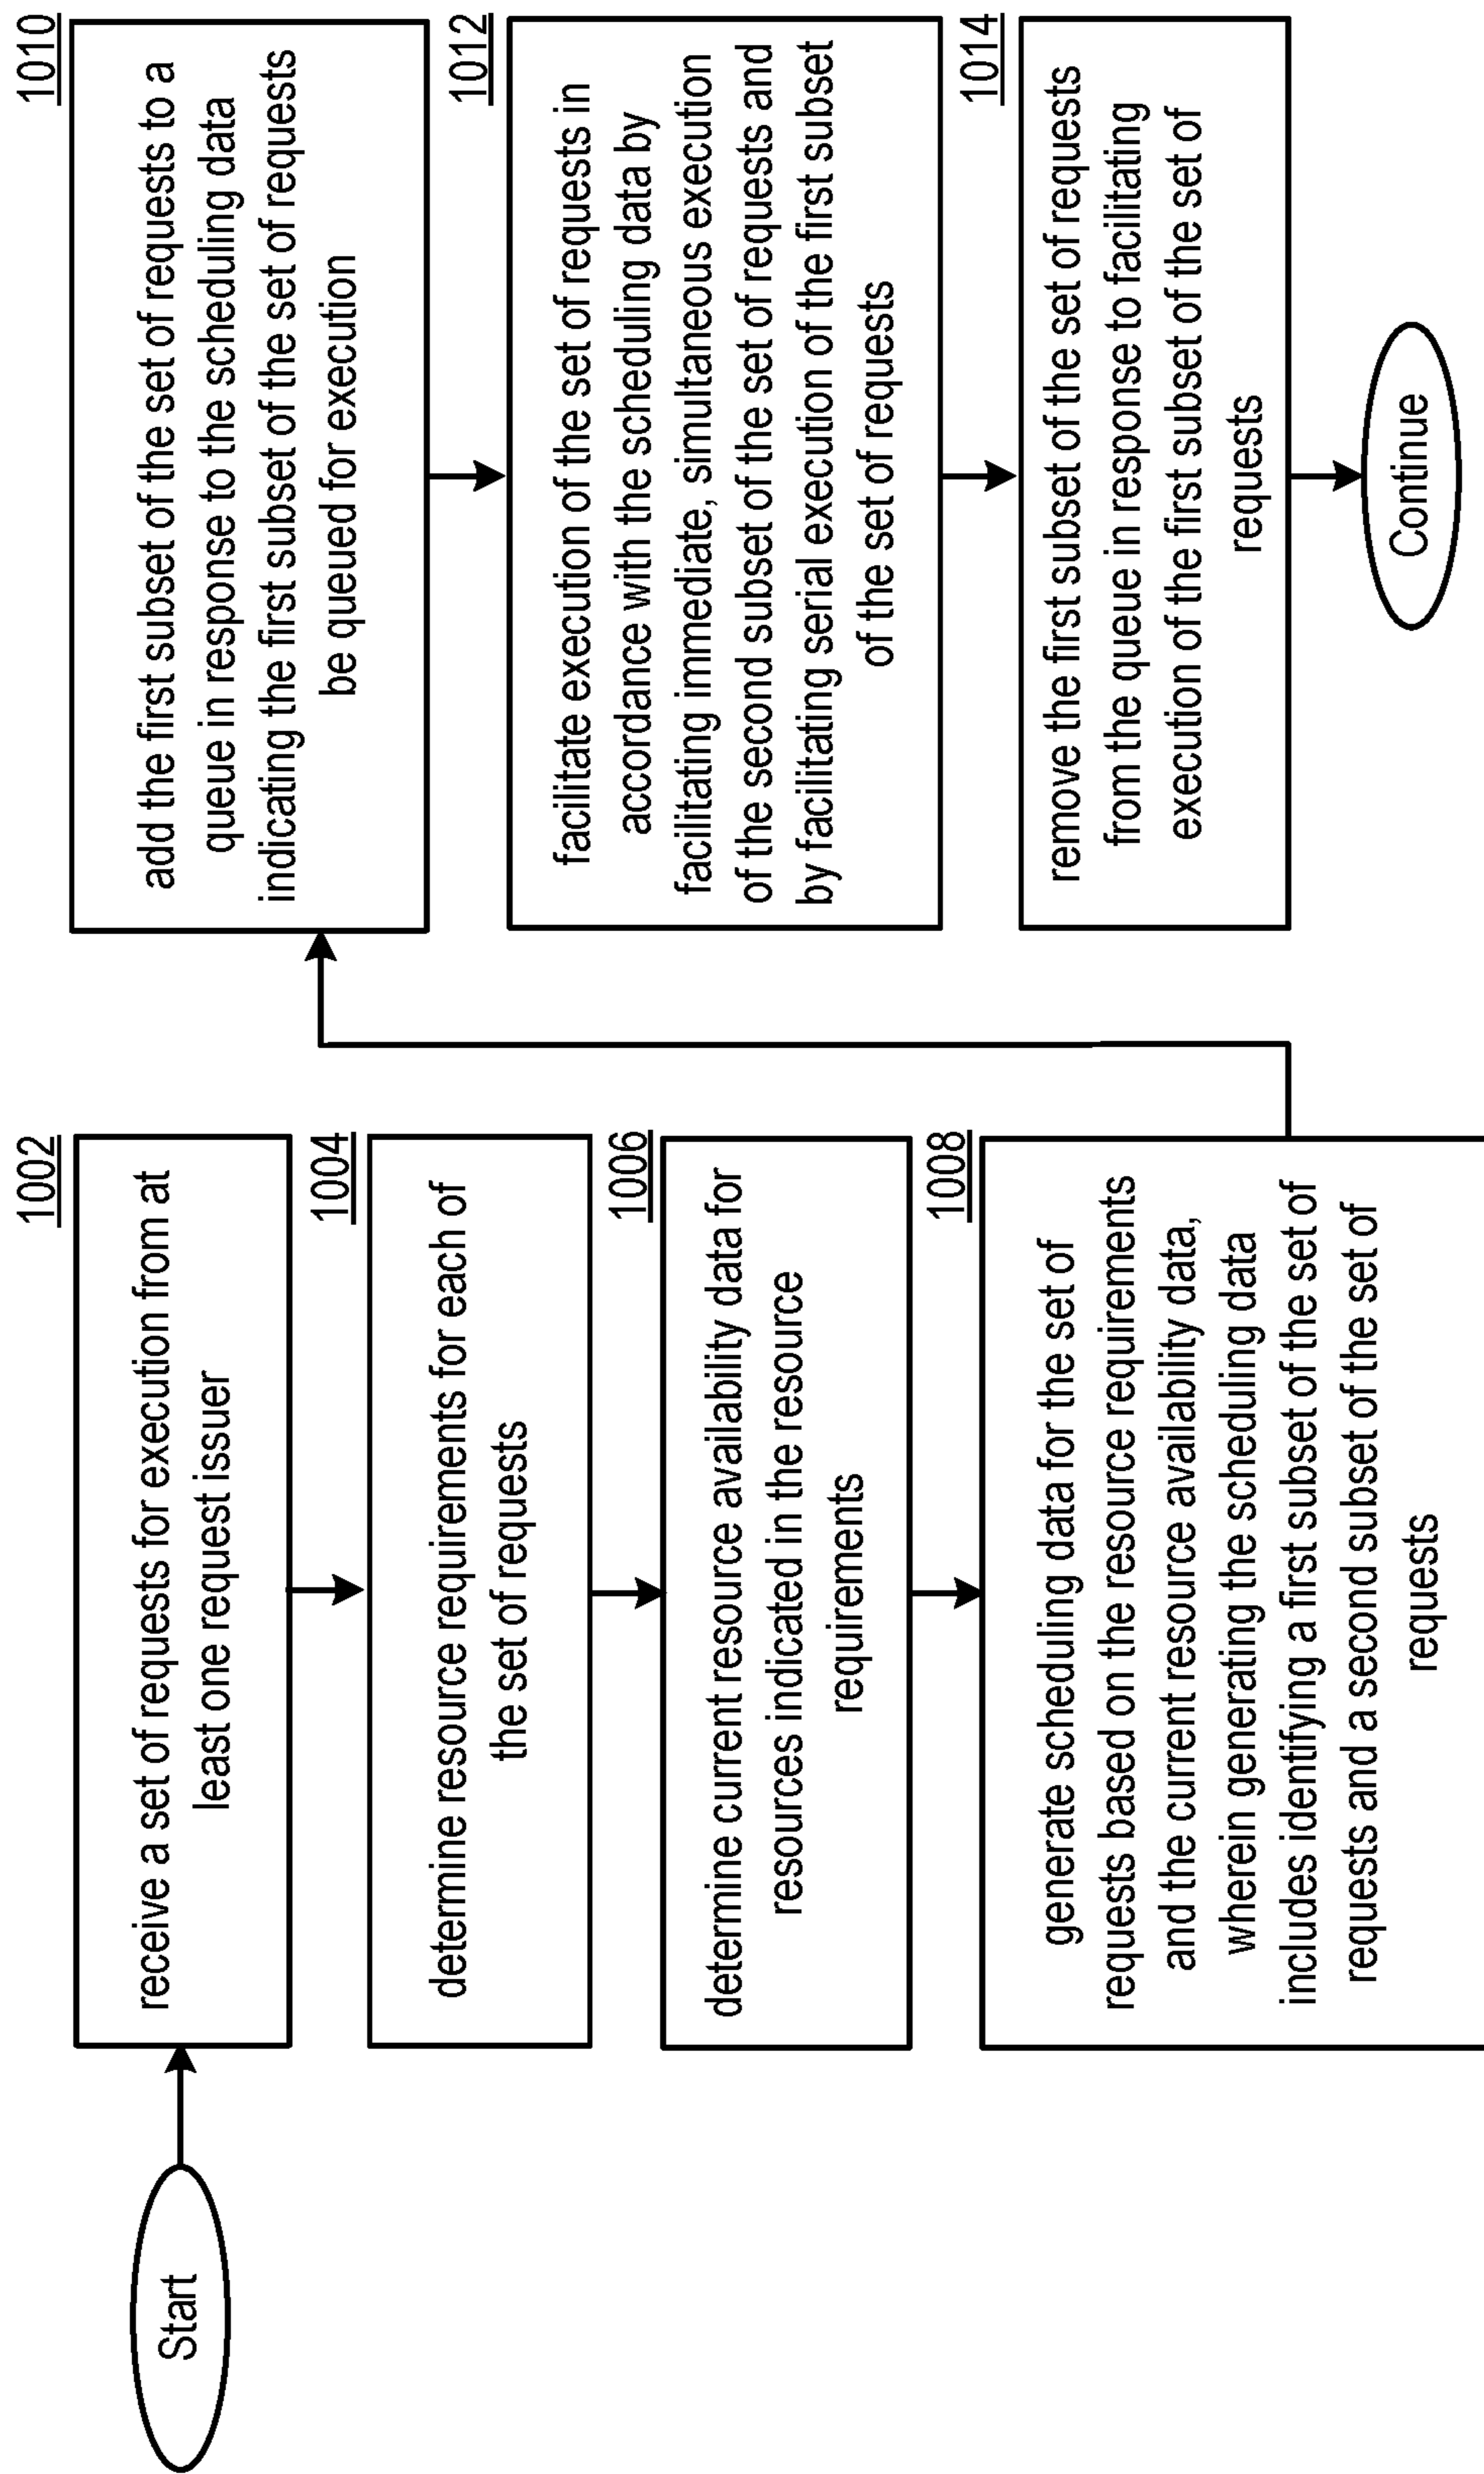 Start
1002
receive a set of requests for execution from at
least one request issuer
1004
determine resource requirements for each of
the set of requests
1006
determine current resource availability data for
resources indicated in the resource
requirements
1008
generate scheduling data for the set of
requests based on the resource requirements
and the current resource availability data,
wherein generating the scheduling data
includes identifying a first subset of the set of
requests and a second subset of the set of
requests
1010
add the first subset of the set of requests to a
queue in response to the scheduling data
indicating the first subset of the set of requests
be queued for execution
1012
facilitate execution of the set of requests in
accordance with the scheduling data by
facilitating immediate, simultaneous execution
of the second subset of the set of requests and
by facilitating serial execution of the first subset
of the set of requests
1014
remove the first subset of the set of requests
from the queue in response to facilitating
execution of the first subset of the set of
requests
Continue